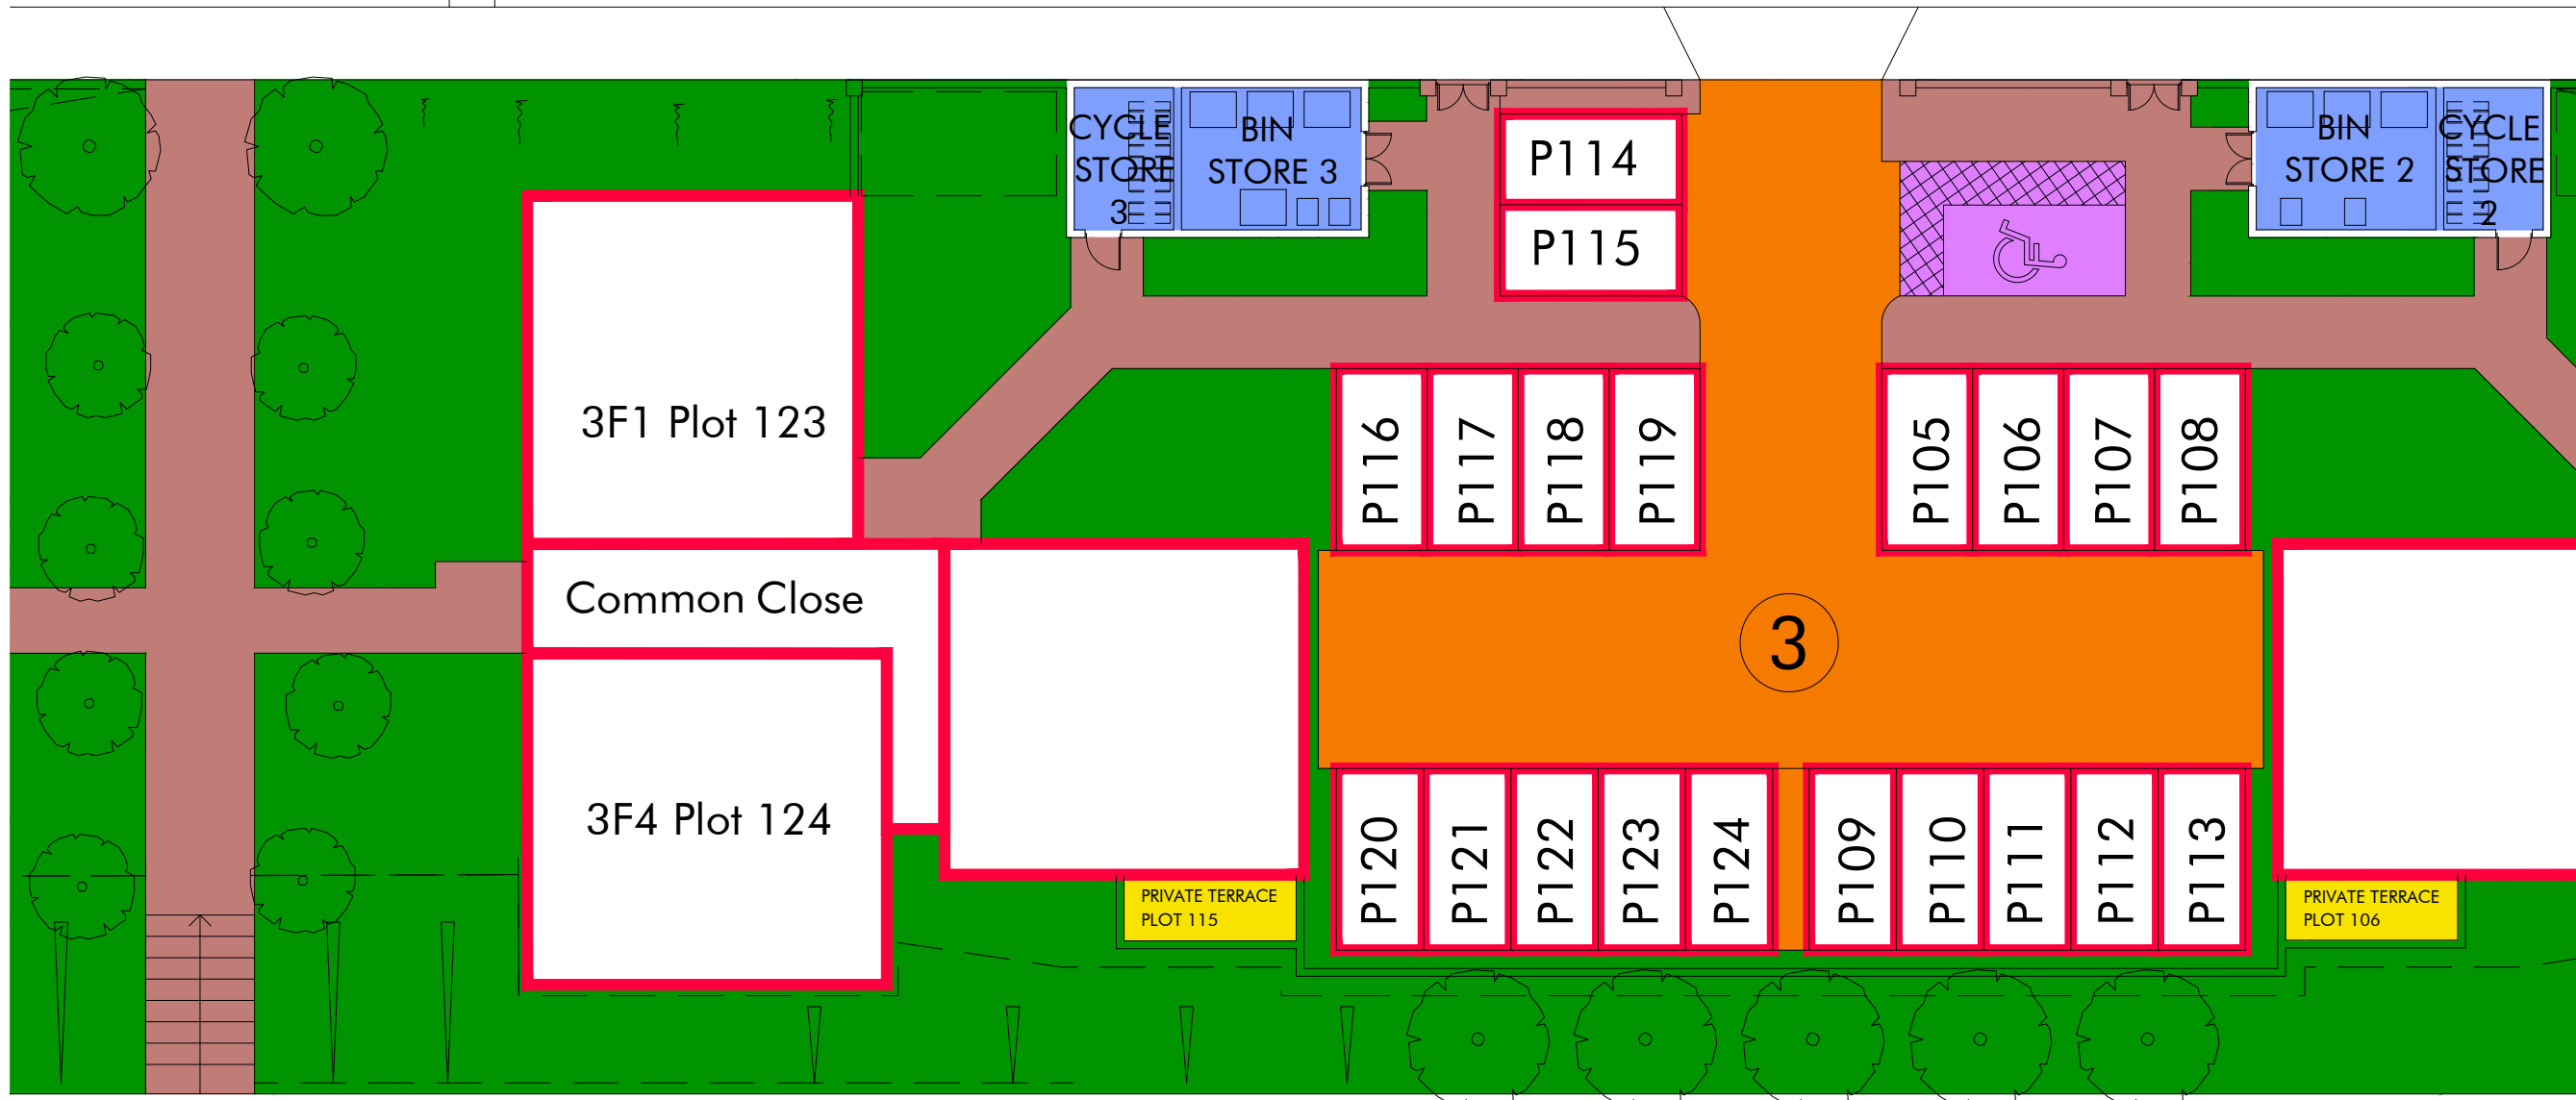 CYCLE
STORE
3
BIN
STORE 3
P114
P115
BIN
STORE 2
CYCLE
STORE
2
3F1 Plot 123
P116
P117
P118
P119
P105
P106
P107
P108
Common Close
3
3F4 Plot 124
P120
P121
P122
P123
P124
P109
P110
P111
P112
P113
PRIVATE TERRACE
PLOT 115
PRIVATE TERRACE
PLOT 106